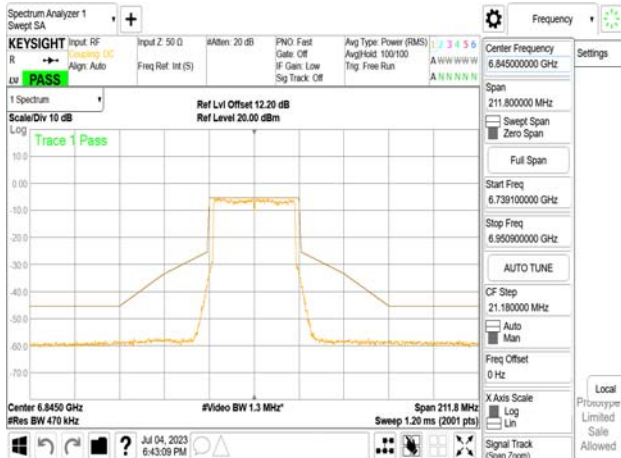 Spectrum Analyzer 1
Swept SA
Frequency
Settings
KEYSIGHT
R
LXI
PASS
Input: RF
Coupling: DC
Align: Auto
Input Z: 50 Ω
Freq Ref: Int (S)
#Atten: 20 dB
PNO: Fast
Gate: Off
IF Gain: Low
Sig Track: Off
Avg Type: Power (RMS)
Avg|Hold: 100/100
Trig: Free Run
1 2 3 4 5 6
A W W W W W
A N N N N N
1 Spectrum
Scale/Div 10 dB
Ref Lvl Offset 12.20 dB
Ref Level 20.00 dBm
Log
Trace 1 Pass
10.0
0.00
-10.0
-20.0
-30.0
-40.0
-50.0
-60.0
-70.0
Center 6.8450 GHz
#Res BW 470 kHz
#Video BW 1.3 MHz*
Span 211.8 MHz
Sweep 1.20 ms (2001 pts)
Jul 04, 2023
6:43:09 PM
Center Frequency
6.845000000 GHz
Span
211.800000 MHz
Swept Span
Zero Span
Full Span
Start Freq
6.739100000 GHz
Stop Freq
6.950900000 GHz
AUTO TUNE
CF Step
21.180000 MHz
Auto
Man
Freq Offset
0 Hz
X Axis Scale
Log
Lin
Signal Track
(Span Zoom)
Local
Prototype
Limited
Sale
Allowed